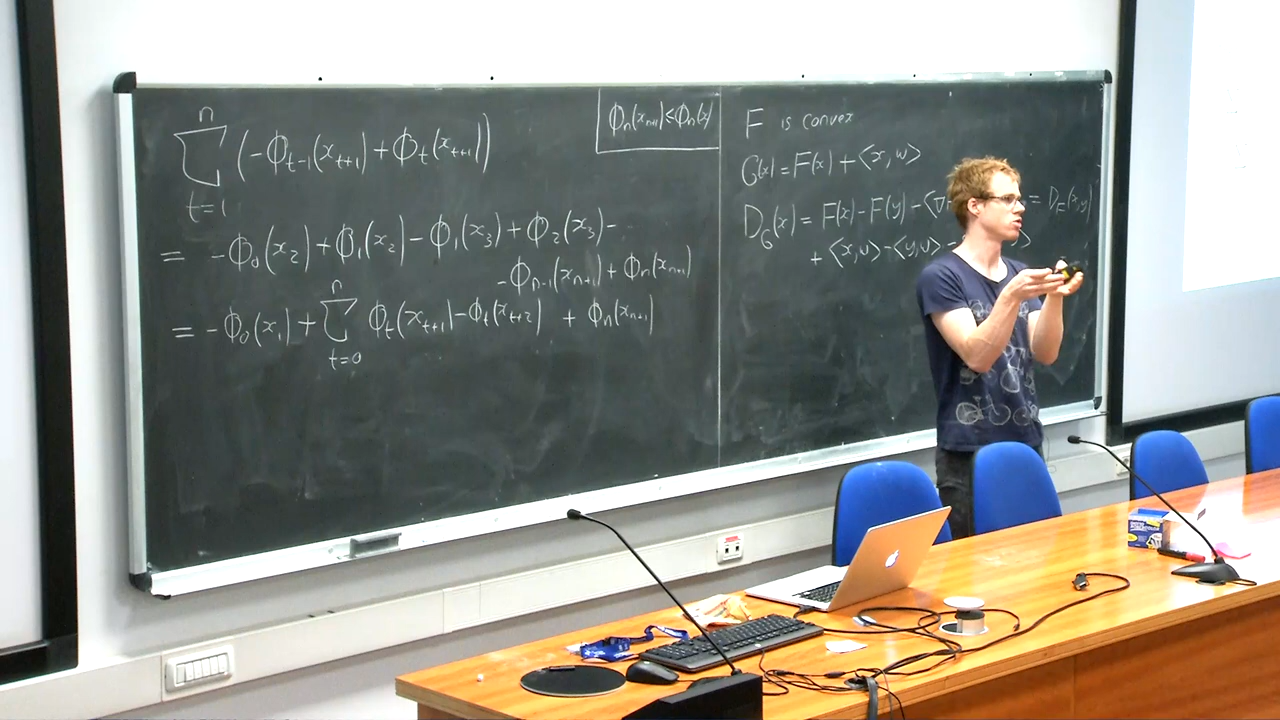 n
∑ (-Φ_{t-1}(x_{t+1}) + Φ_t(x_{t+1}))
t=1
= -Φ_0(x_2) + Φ_1(x_2) - Φ_1(x_3) + Φ_2(x_3) -
-Φ_{n-1}(x_{n+1}) + Φ_n(x_{n+1})
n
= -Φ_0(x_1) + ∑ Φ_t(x_{t+1}) - Φ_t(x_{t+2}) + Φ_n(x_{n+1})
t=0
Φ_n(x_{n+1}) ≤ Φ_n(x)
F is convex
G(x) = F(x) + <x, w>
D_G(x) = F(x) - F(y) - <∇ = D_F(x,y)
+ <x,w> - <y,w> - >